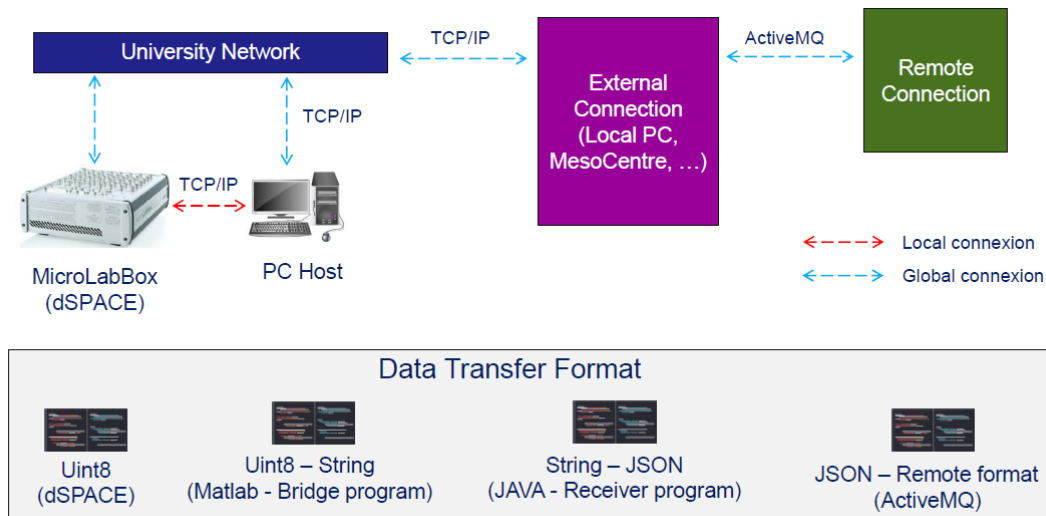 University Network
TCP/IP
ActiveMQ
External
Connection
(Local PC,
MesoCentre, …)
Remote
Connection
TCP/IP
TCP/IP
MicroLabBox
(dSPACE)
PC Host
Local connexion
Global connexion
Data Transfer Format
Uint8
(dSPACE)
Uint8 – String
(Matlab - Bridge program)
String – JSON
(JAVA - Receiver program)
JSON – Remote format
(ActiveMQ)